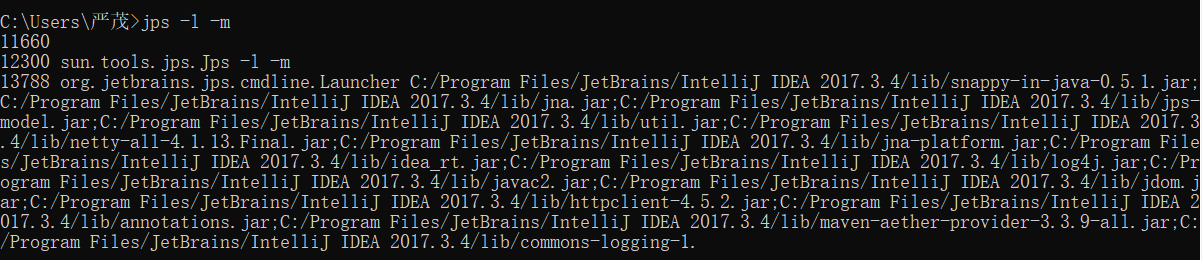 C:\Users\严茂>jps -l -m
11660
12300 sun.tools.jps.Jps -l -m
13788 org.jetbrains.jps.cmdline.Launcher C:/Program Files/JetBrains/IntelliJ IDEA 2017.3.4/lib/snappy-in-java-0.5.1.jar;
C:/Program Files/JetBrains/IntelliJ IDEA 2017.3.4/lib/jna.jar;C:/Program Files/JetBrains/IntelliJ IDEA 2017.3.4/lib/jps-
model.jar;C:/Program Files/JetBrains/IntelliJ IDEA 2017.3.4/lib/util.jar;C:/Program Files/JetBrains/IntelliJ IDEA 2017.3
.4/lib/netty-all-4.1.13.Final.jar;C:/Program Files/JetBrains/IntelliJ IDEA 2017.3.4/lib/jna-platform.jar;C:/Program File
s/JetBrains/IntelliJ IDEA 2017.3.4/lib/idea_rt.jar;C:/Program Files/JetBrains/IntelliJ IDEA 2017.3.4/lib/log4j.jar;C:/Pr
ogram Files/JetBrains/IntelliJ IDEA 2017.3.4/lib/javac2.jar;C:/Program Files/JetBrains/IntelliJ IDEA 2017.3.4/lib/jdom.j
ar;C:/Program Files/JetBrains/IntelliJ IDEA 2017.3.4/lib/httpclient-4.5.2.jar;C:/Program Files/JetBrains/IntelliJ IDEA 2
017.3.4/lib/annotations.jar;C:/Program Files/JetBrains/IntelliJ IDEA 2017.3.4/lib/maven-aether-provider-3.3.9-all.jar;C:
/Program Files/JetBrains/IntelliJ IDEA 2017.3.4/lib/commons-logging-1.